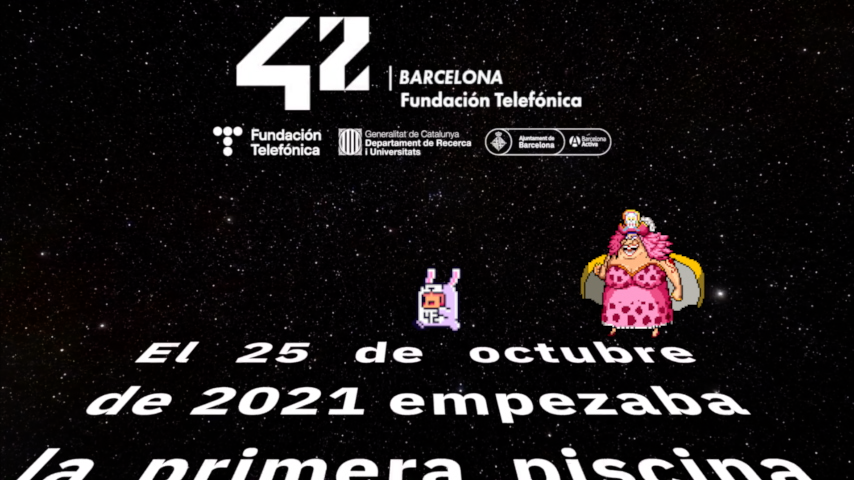 42
BARCELONA
Fundación Telefónica
Fundación
Telefónica
Generalitat de Catalunya
Departament de Recerca
i Universitats
Ajuntament de
Barcelona
Barcelona
Activa
42
El 25 de octubre
de 2021 empezaba
la primera piscina